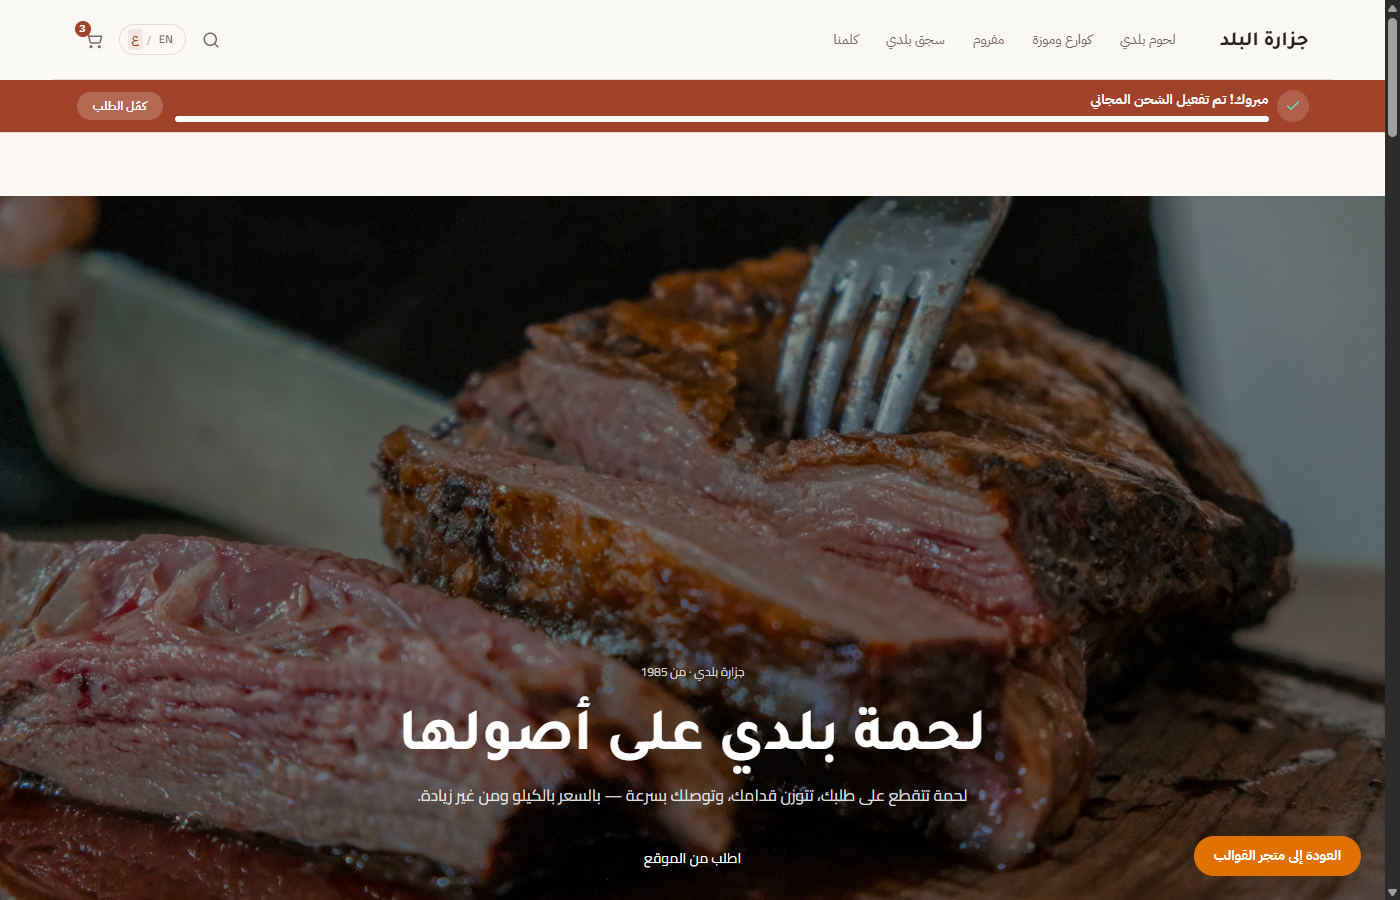 جزارة البلد
لحوم بلدي
كوارع وموزة
مفروم
سجق بلدي
كلمنا
EN / ع
3
مبروك! تم تفعيل الشحن المجاني
كمّل الطلب
جزارة بلدي · من 1985
لحمة بلدي على أصولها
لحمة تتقطع على طلبك، تتوزن قدامك، وتوصلك بسرعة — بالسعر بالكيلو ومن غير زيادة.
اطلب من الموقع
العودة إلى متجر القوالب